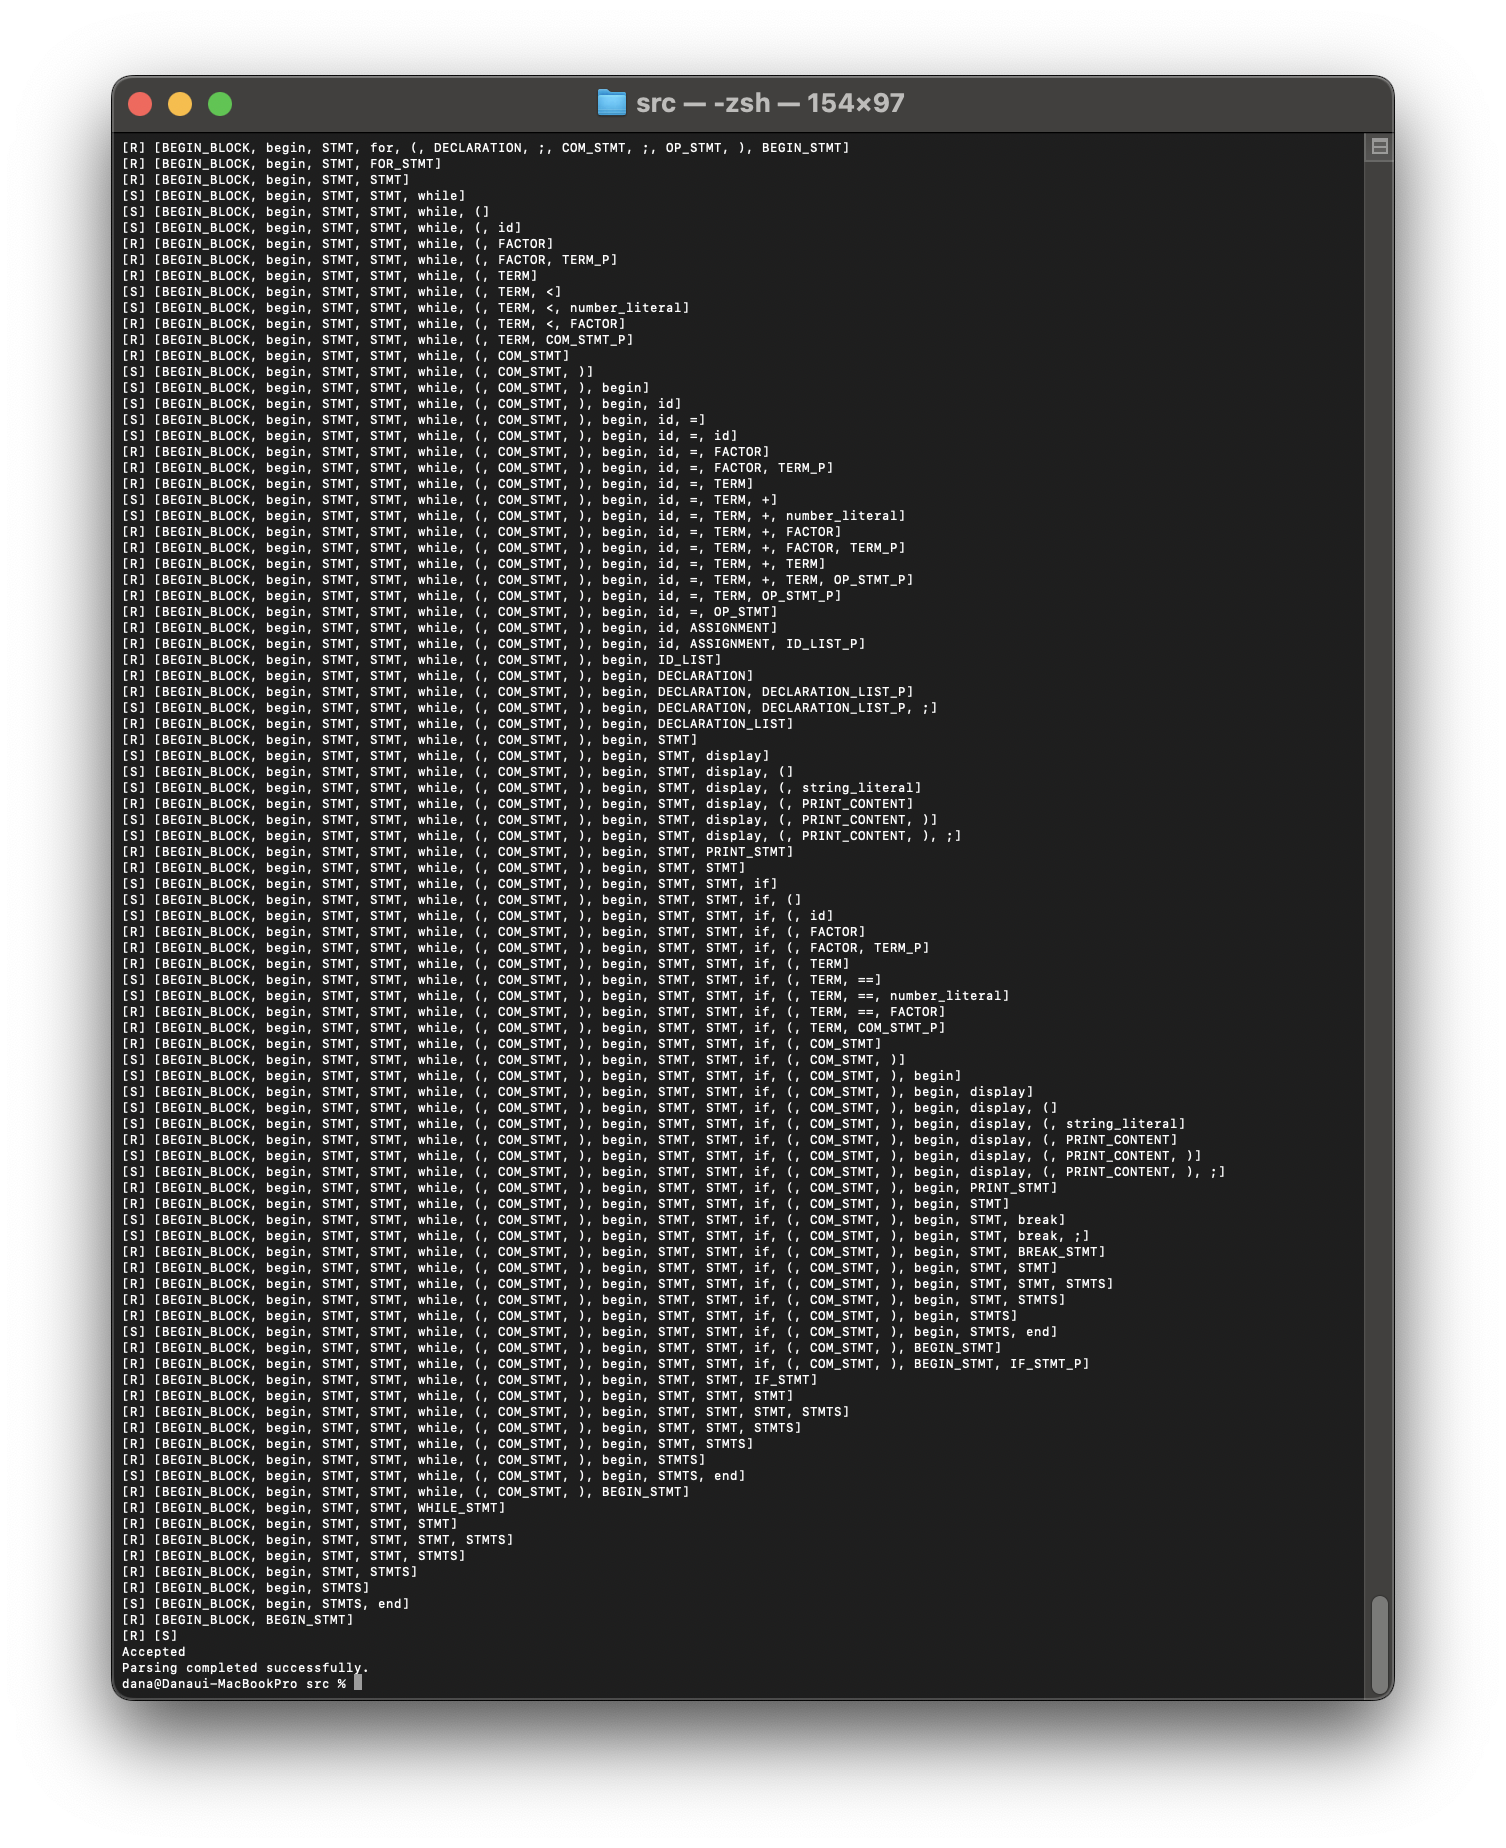 src — -zsh — 154×97
[R] [BEGIN_BLOCK, begin, STMT, for, (, DECLARATION, ;, COM_STMT, ;, OP_STMT, ), BEGIN_STMT]
[R] [BEGIN_BLOCK, begin, STMT, FOR_STMT]
[R] [BEGIN_BLOCK, begin, STMT, STMT]
[S] [BEGIN_BLOCK, begin, STMT, STMT, while]
[S] [BEGIN_BLOCK, begin, STMT, STMT, while, (]
[S] [BEGIN_BLOCK, begin, STMT, STMT, while, (, id]
[R] [BEGIN_BLOCK, begin, STMT, STMT, while, (, FACTOR]
[R] [BEGIN_BLOCK, begin, STMT, STMT, while, (, FACTOR, TERM_P]
[R] [BEGIN_BLOCK, begin, STMT, STMT, while, (, TERM]
[S] [BEGIN_BLOCK, begin, STMT, STMT, while, (, TERM, <]
[S] [BEGIN_BLOCK, begin, STMT, STMT, while, (, TERM, <, number_literal]
[R] [BEGIN_BLOCK, begin, STMT, STMT, while, (, TERM, <, FACTOR]
[R] [BEGIN_BLOCK, begin, STMT, STMT, while, (, TERM, COM_STMT_P]
[R] [BEGIN_BLOCK, begin, STMT, STMT, while, (, COM_STMT]
[S] [BEGIN_BLOCK, begin, STMT, STMT, while, (, COM_STMT, )]
[S] [BEGIN_BLOCK, begin, STMT, STMT, while, (, COM_STMT, ), begin]
[S] [BEGIN_BLOCK, begin, STMT, STMT, while, (, COM_STMT, ), begin, id]
[S] [BEGIN_BLOCK, begin, STMT, STMT, while, (, COM_STMT, ), begin, id, =]
[S] [BEGIN_BLOCK, begin, STMT, STMT, while, (, COM_STMT, ), begin, id, =, id]
[R] [BEGIN_BLOCK, begin, STMT, STMT, while, (, COM_STMT, ), begin, id, =, FACTOR]
[R] [BEGIN_BLOCK, begin, STMT, STMT, while, (, COM_STMT, ), begin, id, =, FACTOR, TERM_P]
[R] [BEGIN_BLOCK, begin, STMT, STMT, while, (, COM_STMT, ), begin, id, =, TERM]
[S] [BEGIN_BLOCK, begin, STMT, STMT, while, (, COM_STMT, ), begin, id, =, TERM, +]
[S] [BEGIN_BLOCK, begin, STMT, STMT, while, (, COM_STMT, ), begin, id, =, TERM, +, number_literal]
[R] [BEGIN_BLOCK, begin, STMT, STMT, while, (, COM_STMT, ), begin, id, =, TERM, +, FACTOR]
[R] [BEGIN_BLOCK, begin, STMT, STMT, while, (, COM_STMT, ), begin, id, =, TERM, +, FACTOR, TERM_P]
[R] [BEGIN_BLOCK, begin, STMT, STMT, while, (, COM_STMT, ), begin, id, =, TERM, +, TERM]
[R] [BEGIN_BLOCK, begin, STMT, STMT, while, (, COM_STMT, ), begin, id, =, TERM, +, TERM, OP_STMT_P]
[R] [BEGIN_BLOCK, begin, STMT, STMT, while, (, COM_STMT, ), begin, id, =, TERM, OP_STMT_P]
[R] [BEGIN_BLOCK, begin, STMT, STMT, while, (, COM_STMT, ), begin, id, =, OP_STMT]
[R] [BEGIN_BLOCK, begin, STMT, STMT, while, (, COM_STMT, ), begin, id, ASSIGNMENT]
[R] [BEGIN_BLOCK, begin, STMT, STMT, while, (, COM_STMT, ), begin, id, ASSIGNMENT, ID_LIST_P]
[R] [BEGIN_BLOCK, begin, STMT, STMT, while, (, COM_STMT, ), begin, ID_LIST]
[R] [BEGIN_BLOCK, begin, STMT, STMT, while, (, COM_STMT, ), begin, DECLARATION]
[R] [BEGIN_BLOCK, begin, STMT, STMT, while, (, COM_STMT, ), begin, DECLARATION, DECLARATION_LIST_P]
[S] [BEGIN_BLOCK, begin, STMT, STMT, while, (, COM_STMT, ), begin, DECLARATION, DECLARATION_LIST_P, ;]
[R] [BEGIN_BLOCK, begin, STMT, STMT, while, (, COM_STMT, ), begin, DECLARATION_LIST]
[R] [BEGIN_BLOCK, begin, STMT, STMT, while, (, COM_STMT, ), begin, STMT]
[S] [BEGIN_BLOCK, begin, STMT, STMT, while, (, COM_STMT, ), begin, STMT, display]
[S] [BEGIN_BLOCK, begin, STMT, STMT, while, (, COM_STMT, ), begin, STMT, display, (]
[S] [BEGIN_BLOCK, begin, STMT, STMT, while, (, COM_STMT, ), begin, STMT, display, (, string_literal]
[R] [BEGIN_BLOCK, begin, STMT, STMT, while, (, COM_STMT, ), begin, STMT, display, (, PRINT_CONTENT]
[S] [BEGIN_BLOCK, begin, STMT, STMT, while, (, COM_STMT, ), begin, STMT, display, (, PRINT_CONTENT, )]
[S] [BEGIN_BLOCK, begin, STMT, STMT, while, (, COM_STMT, ), begin, STMT, display, (, PRINT_CONTENT, ), ;]
[R] [BEGIN_BLOCK, begin, STMT, STMT, while, (, COM_STMT, ), begin, STMT, PRINT_STMT]
[R] [BEGIN_BLOCK, begin, STMT, STMT, while, (, COM_STMT, ), begin, STMT, STMT]
[S] [BEGIN_BLOCK, begin, STMT, STMT, while, (, COM_STMT, ), begin, STMT, STMT, if]
[S] [BEGIN_BLOCK, begin, STMT, STMT, while, (, COM_STMT, ), begin, STMT, STMT, if, (]
[S] [BEGIN_BLOCK, begin, STMT, STMT, while, (, COM_STMT, ), begin, STMT, STMT, if, (, id]
[R] [BEGIN_BLOCK, begin, STMT, STMT, while, (, COM_STMT, ), begin, STMT, STMT, if, (, FACTOR]
[R] [BEGIN_BLOCK, begin, STMT, STMT, while, (, COM_STMT, ), begin, STMT, STMT, if, (, FACTOR, TERM_P]
[R] [BEGIN_BLOCK, begin, STMT, STMT, while, (, COM_STMT, ), begin, STMT, STMT, if, (, TERM]
[S] [BEGIN_BLOCK, begin, STMT, STMT, while, (, COM_STMT, ), begin, STMT, STMT, if, (, TERM, ==]
[S] [BEGIN_BLOCK, begin, STMT, STMT, while, (, COM_STMT, ), begin, STMT, STMT, if, (, TERM, ==, number_literal]
[R] [BEGIN_BLOCK, begin, STMT, STMT, while, (, COM_STMT, ), begin, STMT, STMT, if, (, TERM, ==, FACTOR]
[R] [BEGIN_BLOCK, begin, STMT, STMT, while, (, COM_STMT, ), begin, STMT, STMT, if, (, TERM, COM_STMT_P]
[R] [BEGIN_BLOCK, begin, STMT, STMT, while, (, COM_STMT, ), begin, STMT, STMT, if, (, COM_STMT]
[S] [BEGIN_BLOCK, begin, STMT, STMT, while, (, COM_STMT, ), begin, STMT, STMT, if, (, COM_STMT, )]
[S] [BEGIN_BLOCK, begin, STMT, STMT, while, (, COM_STMT, ), begin, STMT, STMT, if, (, COM_STMT, ), begin]
[S] [BEGIN_BLOCK, begin, STMT, STMT, while, (, COM_STMT, ), begin, STMT, STMT, if, (, COM_STMT, ), begin, display]
[S] [BEGIN_BLOCK, begin, STMT, STMT, while, (, COM_STMT, ), begin, STMT, STMT, if, (, COM_STMT, ), begin, display, (]
[S] [BEGIN_BLOCK, begin, STMT, STMT, while, (, COM_STMT, ), begin, STMT, STMT, if, (, COM_STMT, ), begin, display, (, string_literal]
[R] [BEGIN_BLOCK, begin, STMT, STMT, while, (, COM_STMT, ), begin, STMT, STMT, if, (, COM_STMT, ), begin, display, (, PRINT_CONTENT]
[S] [BEGIN_BLOCK, begin, STMT, STMT, while, (, COM_STMT, ), begin, STMT, STMT, if, (, COM_STMT, ), begin, display, (, PRINT_CONTENT, )]
[S] [BEGIN_BLOCK, begin, STMT, STMT, while, (, COM_STMT, ), begin, STMT, STMT, if, (, COM_STMT, ), begin, display, (, PRINT_CONTENT, ), ;]
[R] [BEGIN_BLOCK, begin, STMT, STMT, while, (, COM_STMT, ), begin, STMT, STMT, if, (, COM_STMT, ), begin, PRINT_STMT]
[R] [BEGIN_BLOCK, begin, STMT, STMT, while, (, COM_STMT, ), begin, STMT, STMT, if, (, COM_STMT, ), begin, STMT]
[S] [BEGIN_BLOCK, begin, STMT, STMT, while, (, COM_STMT, ), begin, STMT, STMT, if, (, COM_STMT, ), begin, STMT, break]
[S] [BEGIN_BLOCK, begin, STMT, STMT, while, (, COM_STMT, ), begin, STMT, STMT, if, (, COM_STMT, ), begin, STMT, break, ;]
[R] [BEGIN_BLOCK, begin, STMT, STMT, while, (, COM_STMT, ), begin, STMT, STMT, if, (, COM_STMT, ), begin, STMT, BREAK_STMT]
[R] [BEGIN_BLOCK, begin, STMT, STMT, while, (, COM_STMT, ), begin, STMT, STMT, if, (, COM_STMT, ), begin, STMT, STMT]
[R] [BEGIN_BLOCK, begin, STMT, STMT, while, (, COM_STMT, ), begin, STMT, STMT, if, (, COM_STMT, ), begin, STMT, STMT, STMTS]
[R] [BEGIN_BLOCK, begin, STMT, STMT, while, (, COM_STMT, ), begin, STMT, STMT, if, (, COM_STMT, ), begin, STMT, STMTS]
[R] [BEGIN_BLOCK, begin, STMT, STMT, while, (, COM_STMT, ), begin, STMT, STMT, if, (, COM_STMT, ), begin, STMTS]
[S] [BEGIN_BLOCK, begin, STMT, STMT, while, (, COM_STMT, ), begin, STMT, STMT, if, (, COM_STMT, ), begin, STMTS, end]
[R] [BEGIN_BLOCK, begin, STMT, STMT, while, (, COM_STMT, ), begin, STMT, STMT, if, (, COM_STMT, ), BEGIN_STMT]
[R] [BEGIN_BLOCK, begin, STMT, STMT, while, (, COM_STMT, ), begin, STMT, STMT, if, (, COM_STMT, ), BEGIN_STMT, IF_STMT_P]
[R] [BEGIN_BLOCK, begin, STMT, STMT, while, (, COM_STMT, ), begin, STMT, STMT, IF_STMT]
[R] [BEGIN_BLOCK, begin, STMT, STMT, while, (, COM_STMT, ), begin, STMT, STMT, STMT]
[R] [BEGIN_BLOCK, begin, STMT, STMT, while, (, COM_STMT, ), begin, STMT, STMT, STMT, STMTS]
[R] [BEGIN_BLOCK, begin, STMT, STMT, while, (, COM_STMT, ), begin, STMT, STMT, STMTS]
[R] [BEGIN_BLOCK, begin, STMT, STMT, while, (, COM_STMT, ), begin, STMT, STMTS]
[R] [BEGIN_BLOCK, begin, STMT, STMT, while, (, COM_STMT, ), begin, STMTS]
[S] [BEGIN_BLOCK, begin, STMT, STMT, while, (, COM_STMT, ), begin, STMTS, end]
[R] [BEGIN_BLOCK, begin, STMT, STMT, while, (, COM_STMT, ), BEGIN_STMT]
[R] [BEGIN_BLOCK, begin, STMT, STMT, WHILE_STMT]
[R] [BEGIN_BLOCK, begin, STMT, STMT, STMT]
[R] [BEGIN_BLOCK, begin, STMT, STMT, STMT, STMTS]
[R] [BEGIN_BLOCK, begin, STMT, STMT, STMTS]
[R] [BEGIN_BLOCK, begin, STMT, STMTS]
[R] [BEGIN_BLOCK, begin, STMTS]
[S] [BEGIN_BLOCK, begin, STMTS, end]
[R] [BEGIN_BLOCK, BEGIN_STMT]
[R] [S]
Accepted
Parsing completed successfully.
dana@Danaui-MacBookPro src %